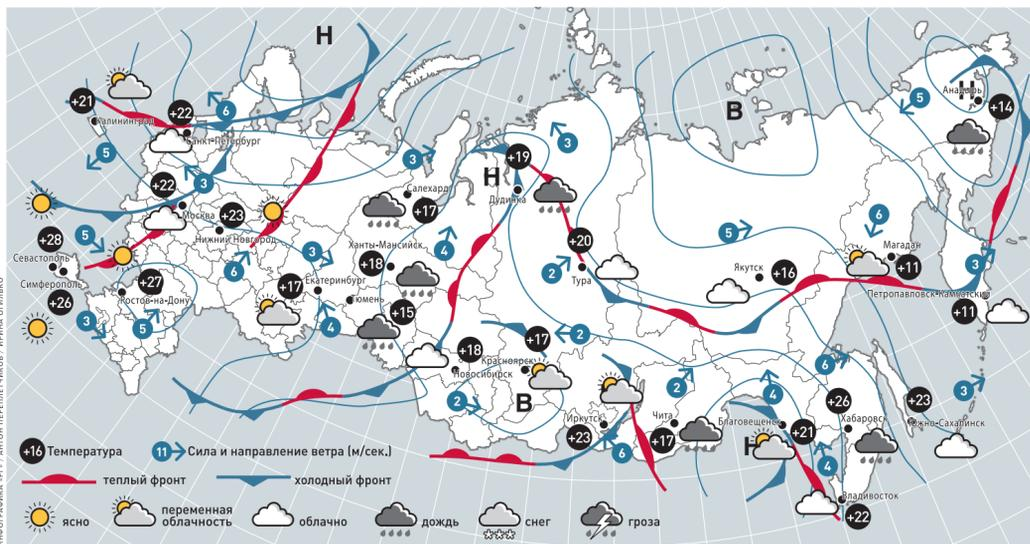 Н
+21
Калининград
+22
Санкт-Петербург
6
5
3
+22
Москва
+23
Нижний Новгород
5
+28
Севастополь
Симферополь
+26
+27
Ростов-на-Дону
3
5
6
3
+17
Екатеринбург
4
Тюмень
+15
Ханты-Мансийск
+18
4
3
Салехард
+17
Н
+19
Дудинка
3
+20
2
Тура
В
5
Якутск
+16
6
Магадан
+11
5
Анадырь
Н
+14
3
Петропавловск-Камчатский
+11
+18
Новосибирск
+17
Красноярск
2
2
В
Иркутск
+23
6
2
Чита
+17
Благовещенск
4
+21
Н
6
+26
Хабаровск
4
Владивосток
+22
+23
Южно-Сахалинск
3
+16 Температура
11 Сила и направление ветра (м/сек.)
теплый фронт
холодный фронт
ясно
переменная
облачность
облачно
дождь
снег
гроза